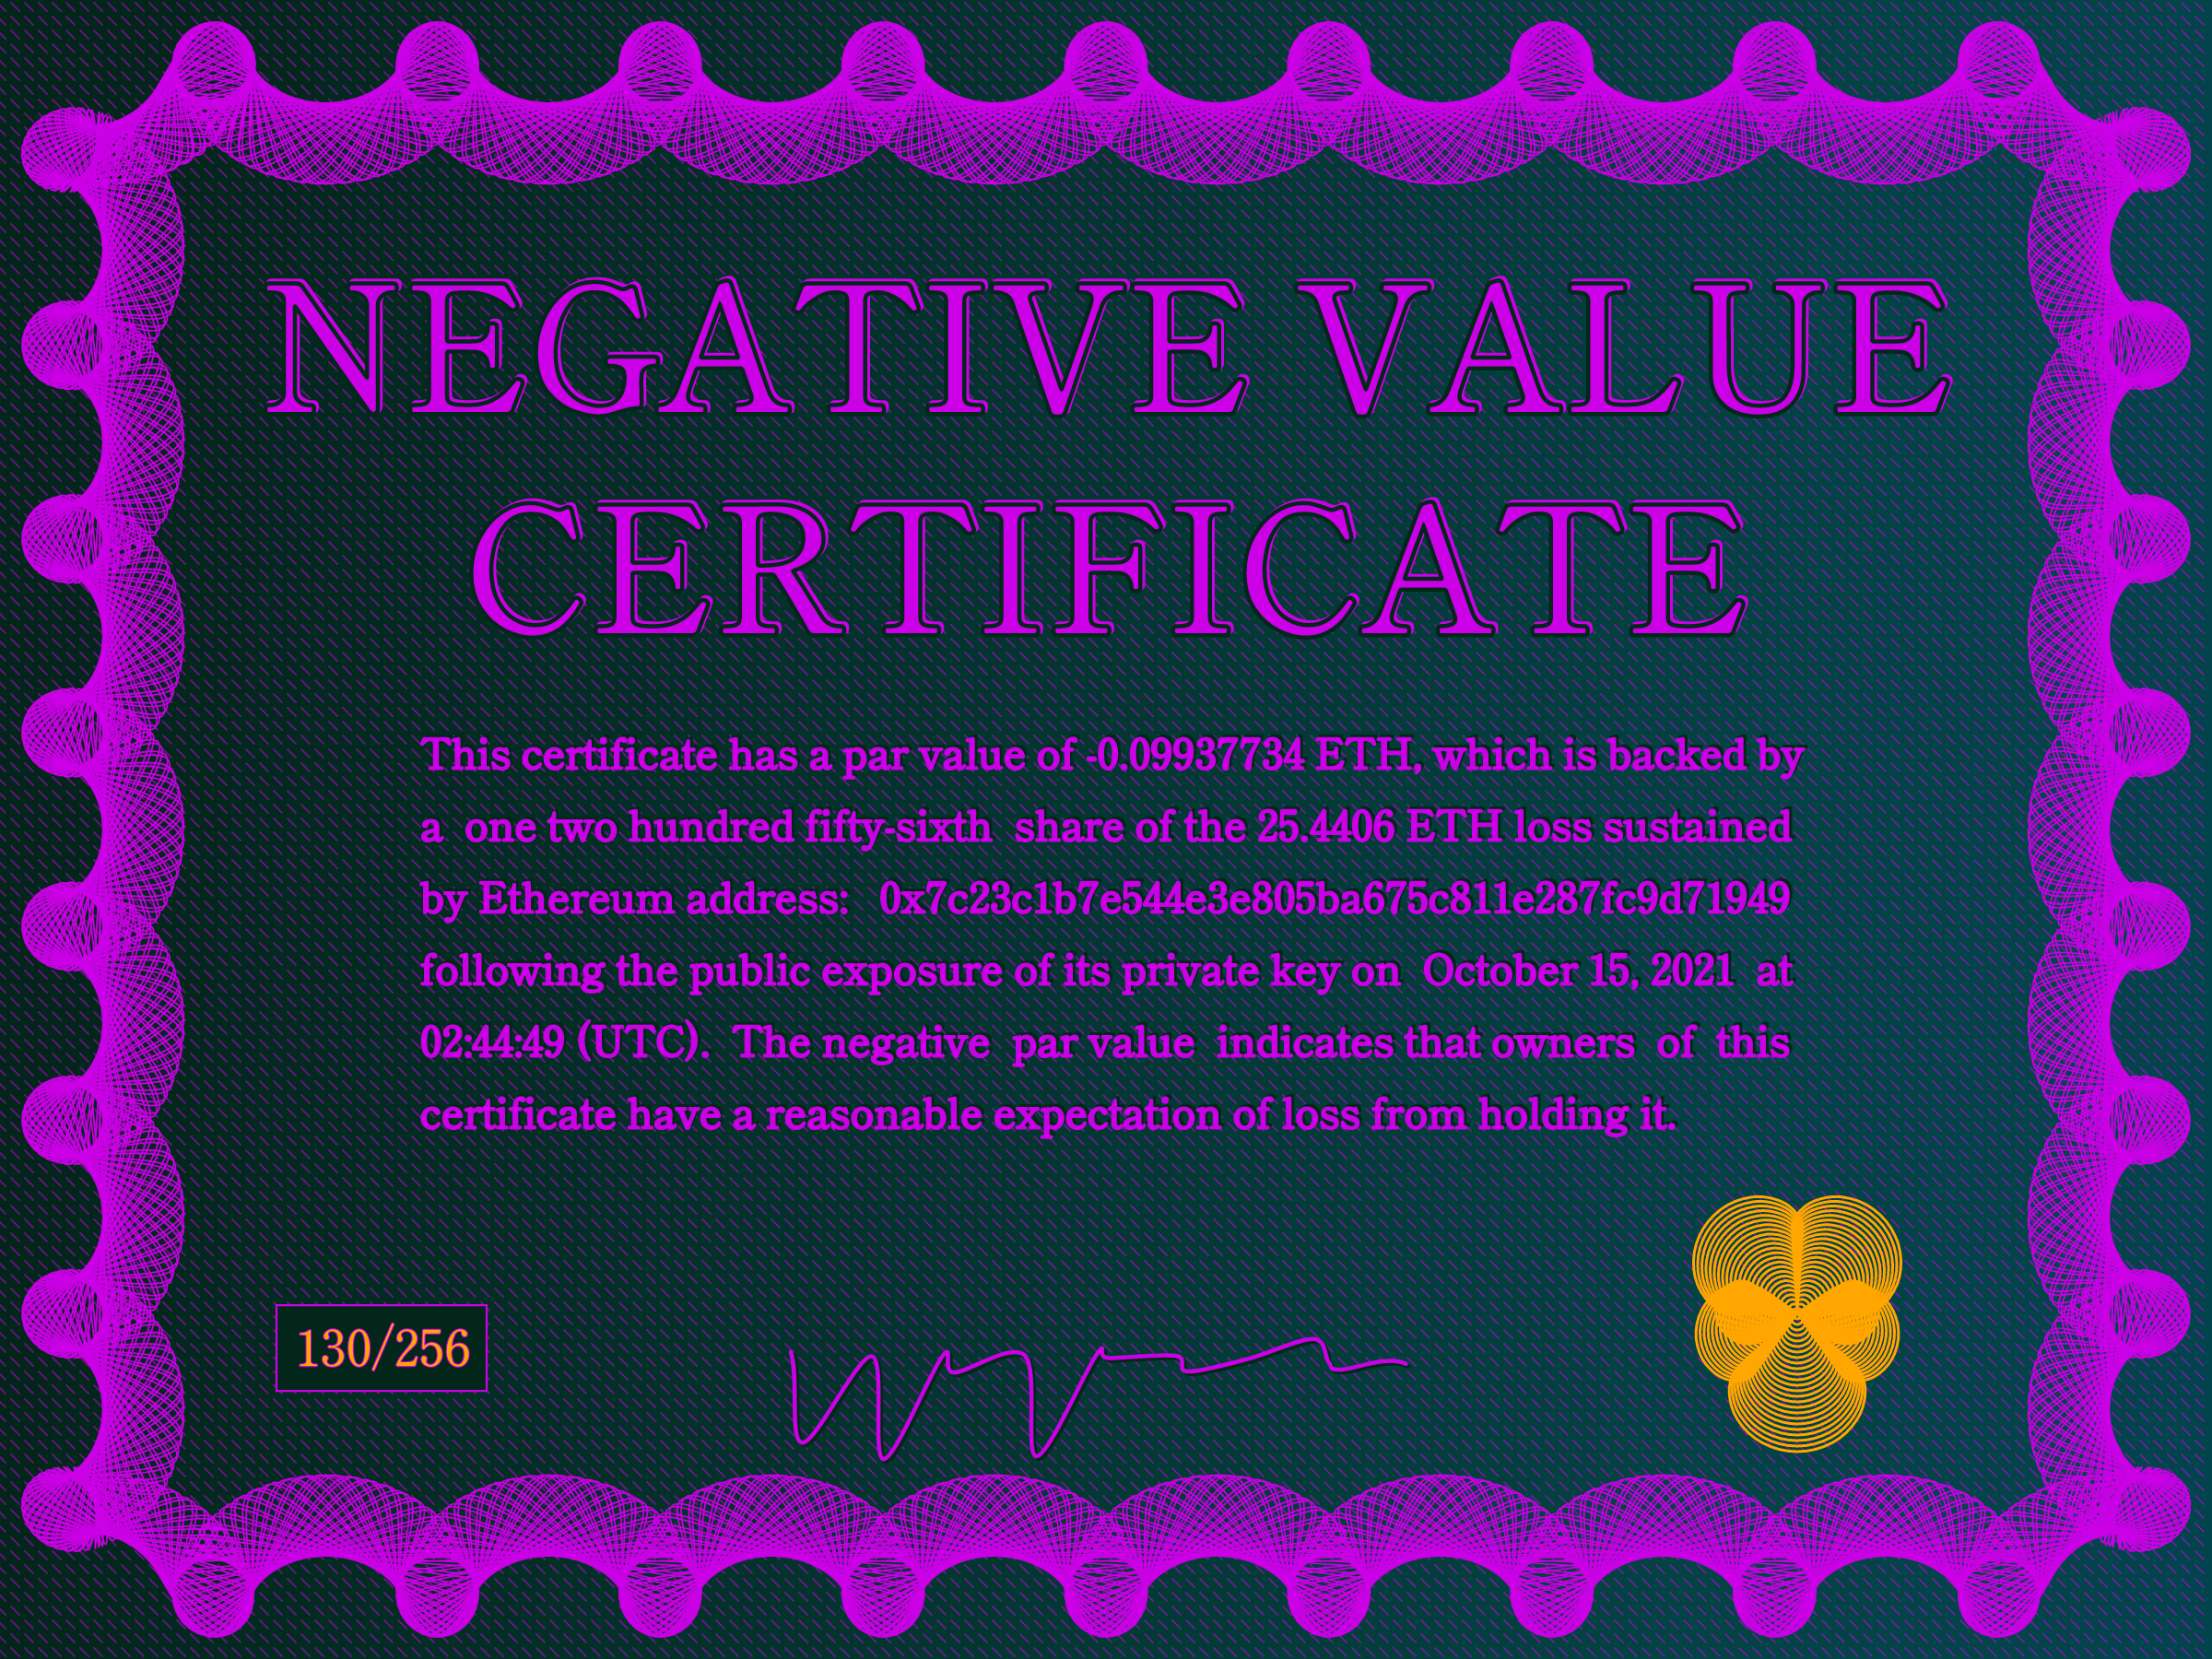 NEGATIVE VALUE
CERTIFICATE
This certificate has a par value of -0.09937734 ETH, which is backed by
a one two hundred fifty-sixth share of the 25.4406 ETH loss sustained
by Ethereum address: 0x7c23c1b7e544e3e805ba675c811e287fc9d71949
following the public exposure of its private key on October 15, 2021 at
02:44:49 (UTC). The negative par value indicates that owners of this
certificate have a reasonable expectation of loss from holding it.
130/256